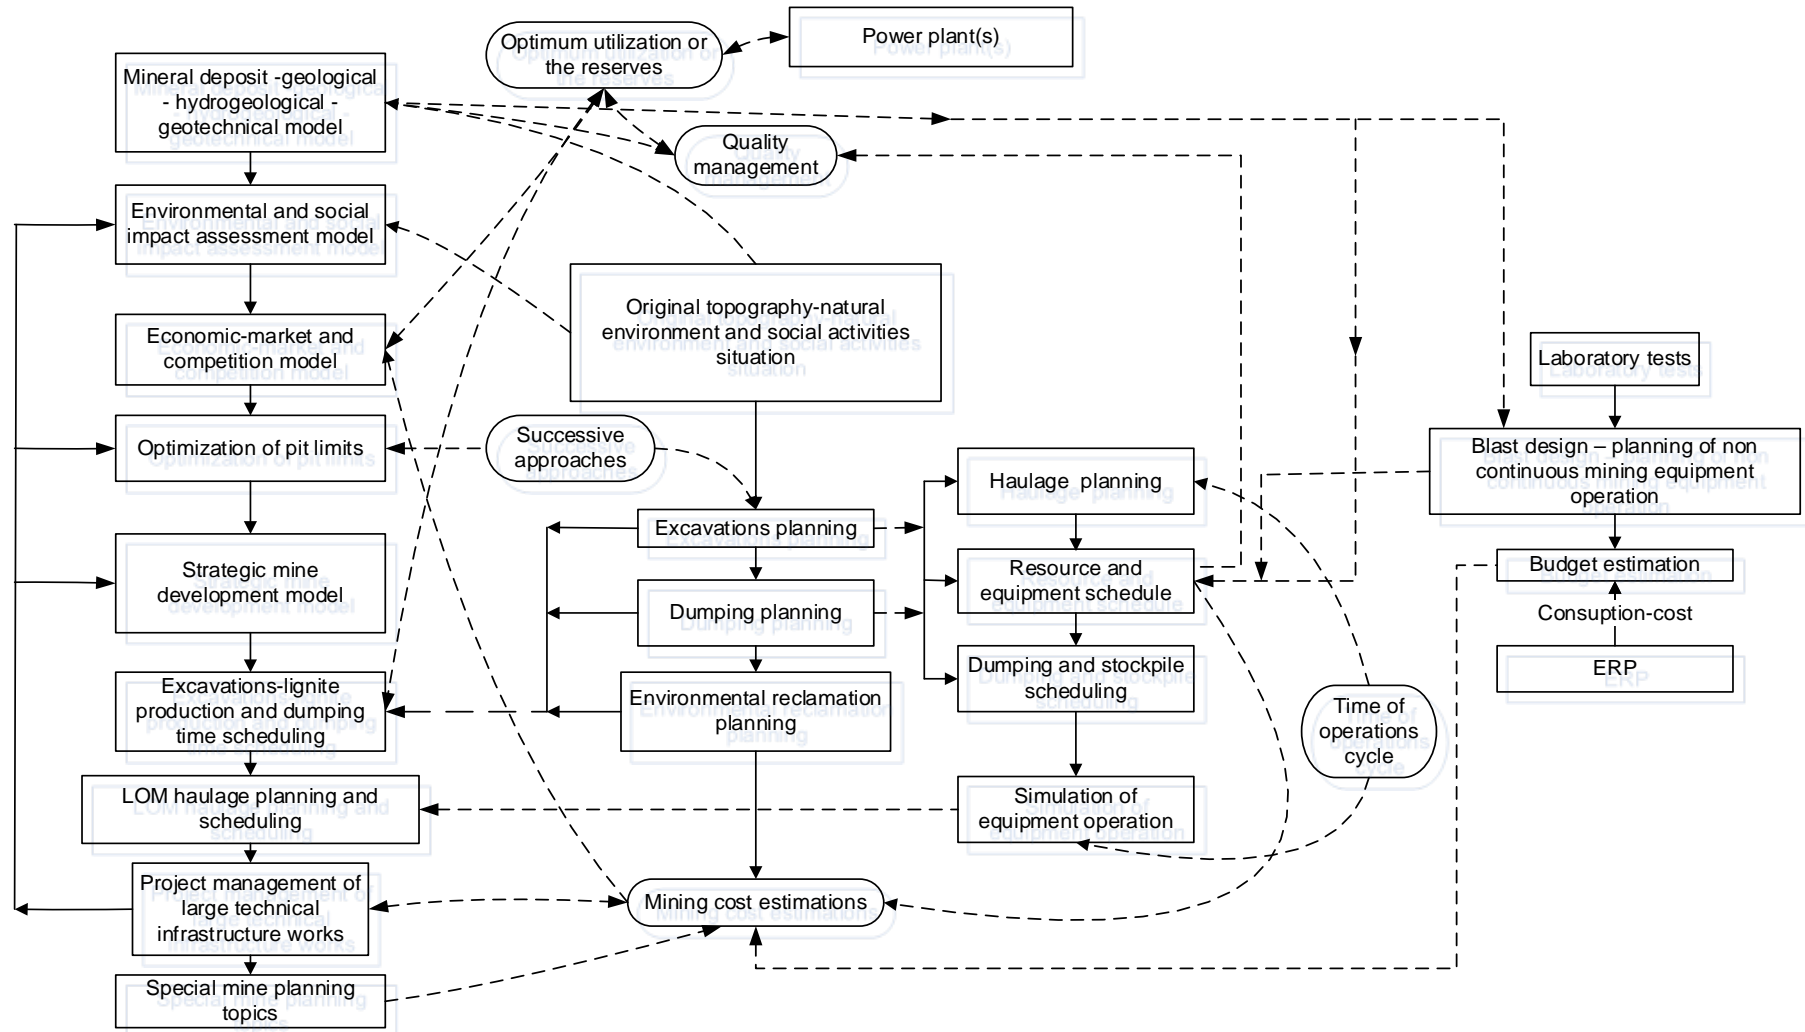 Optimum utilization or
the reserves
Power plant(s)
Mineral deposit -geological
- hydrogeological -
geotechnical model
Quality
management
Environmental and social
impact assessment model
Original topography-natural
environment and social activities
situation
Economic-market and
competition model
Laboratory tests
Optimization of pit limits
Successive
approaches
Haulage  planning
Blast design – planning of non
continuous mining equipment
operation
Excavations planning
Strategic mine
development model
Resource and
equipment schedule
Budget estimation
Dumping planning
Consuption-cost
ERP
Excavations-lignite
production and dumping
time scheduling
Environmental reclamation
planning
Dumping and stockpile
scheduling
Time of
operations
cycle
LOM haulage planning and
scheduling
Simulation of
equipment operation
Project management of
large technical
infrastructure works
Mining cost estimations
Special mine planning
topics